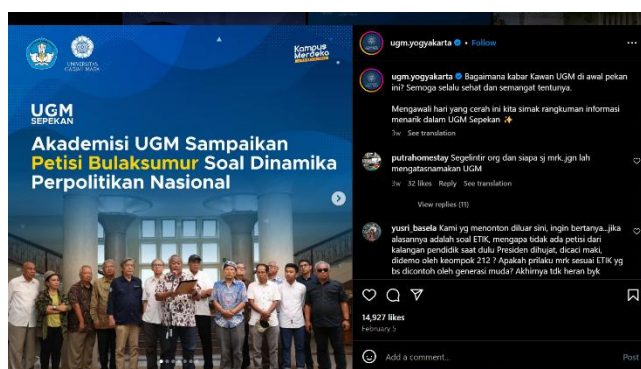 UNIVERSITAS
GADJAH MADA
Kampus
Merdeka
UGM
SEPEKAN
Akademisi UGM Sampaikan
Petisi Bulaksumur Soal Dinamika
Perpolitikan Nasional
ugm.yogyakarta • Follow
ugm.yogyakarta Bagaimana kabar Kawan UGM di awal pekan
ini? Semoga selalu sehat dan semangat tentunya.
Mengawali hari yang cerah ini kita simak rangkuman informasi
menarik dalam UGM Sepekan ✨
3w See translation
putrahomestay Segelintir org dan siapa sj mrk,jgn lah
mengatasnamakan UGM
3w 32 likes Reply See translation
View replies (11)
yusri_basela Kami yg menonton diluar sini, ingin bertanya...jika
alasannya adalah soal ETIK, mengapa tidak ada petisi dari
kalangan pendidik saat dulu Presiden dihujat, dicaci maki,
didemo oleh keompok 212 ? Apakah prilaku mrk sesuai ETIK yg
bs dicontoh oleh generasi muda? Akhirnya tdk heran byk
14,927 likes
February 5
Add a comment...
Post